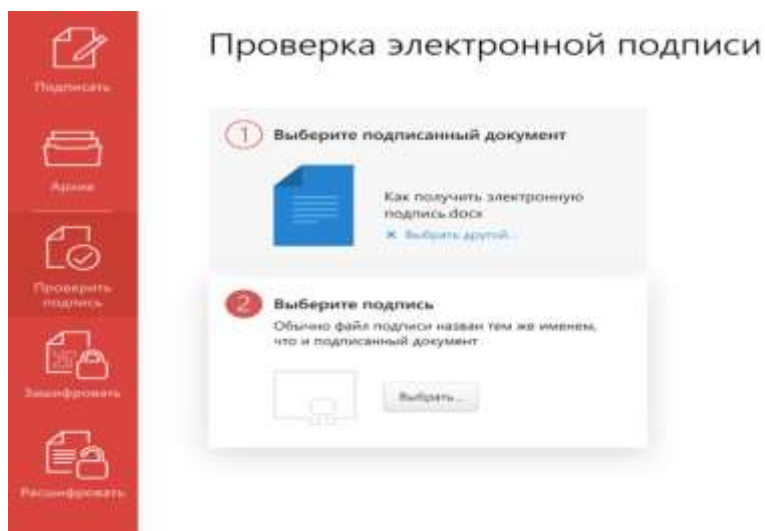 Подписать
Архив
Проверить
подпись
Зашифровать
Расшифровать
Проверка электронной подписи
1 Выберите подписанный документ
Как получить электронную
подпись.docx
× Выбрать другой...
2 Выберите подпись
Обычно файл подписи назван тем же именем,
что и подписанный документ
Выбрать...